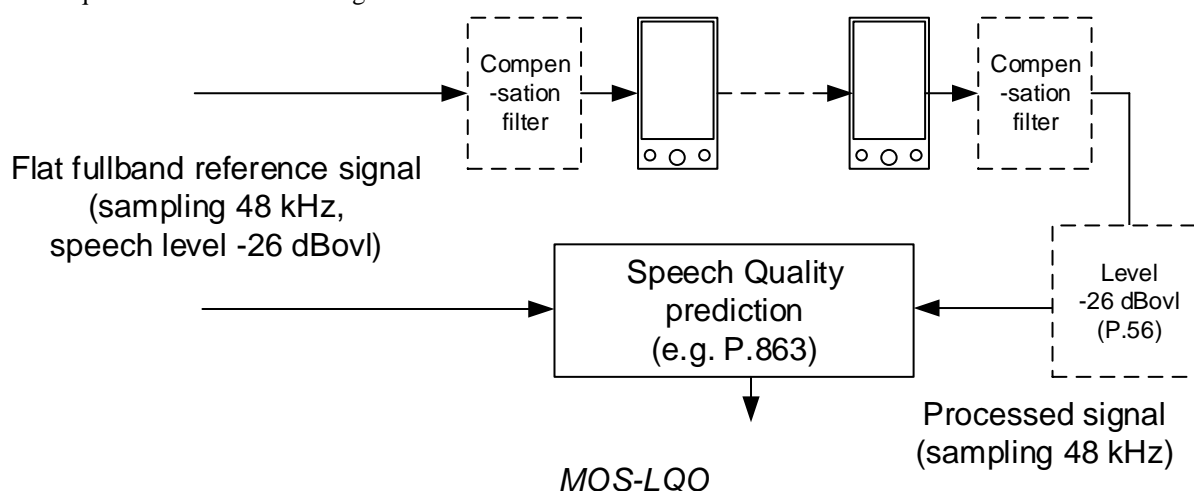 Compen
-sation
filter
Compen
-sation
filter
Flat fullband reference signal
(sampling 48 kHz,
speech level -26 dBovl)
Speech Quality
prediction
(e.g. P.863)
Level
-26 dBovl
(P.56)
Processed signal
(sampling 48 kHz)
MOS-LQO